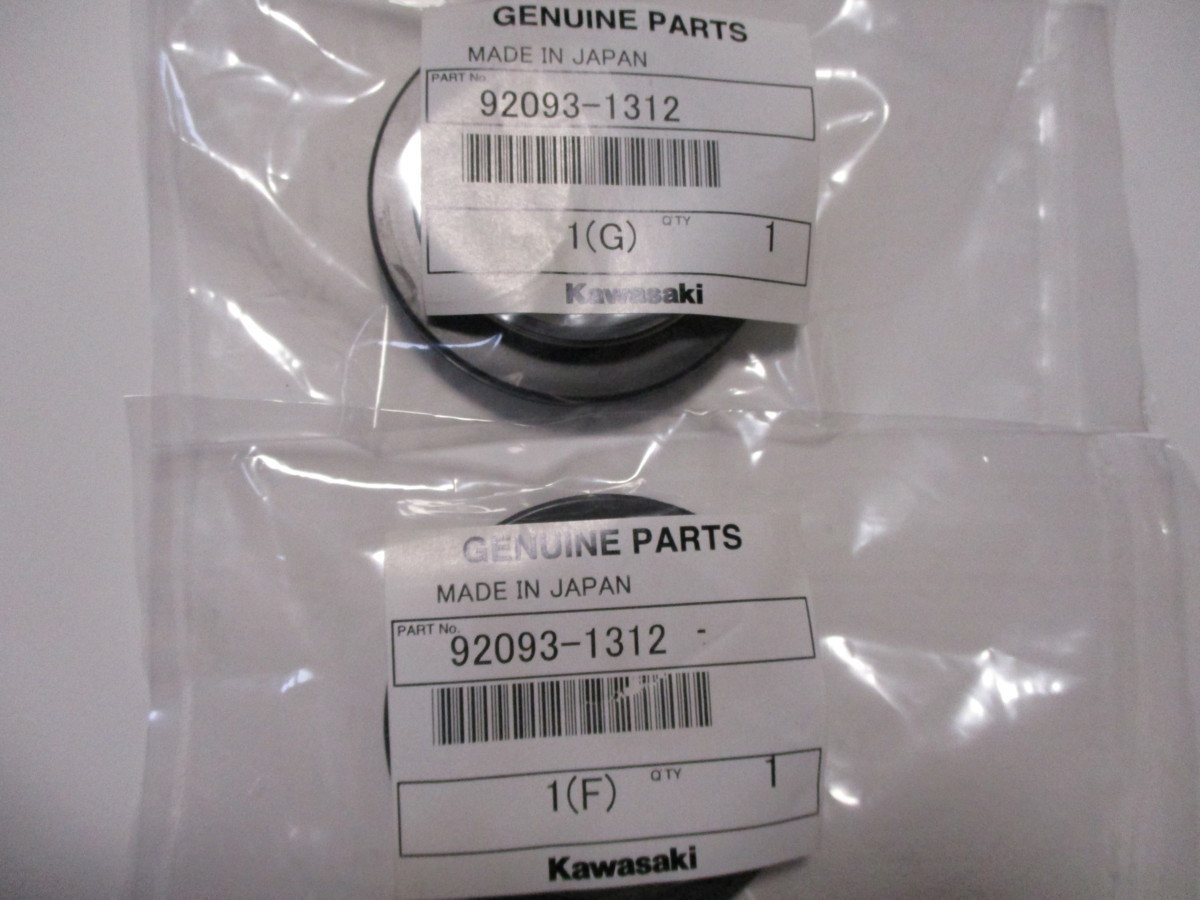 GENUINE PARTS
MADE IN JAPAN
PART No.
92093-1312
1(G) Q'TY 1
Kawasaki
GENUINE PARTS
MADE IN JAPAN
PART No.
92093-1312 -
1(F) Q'TY 1
Kawasaki